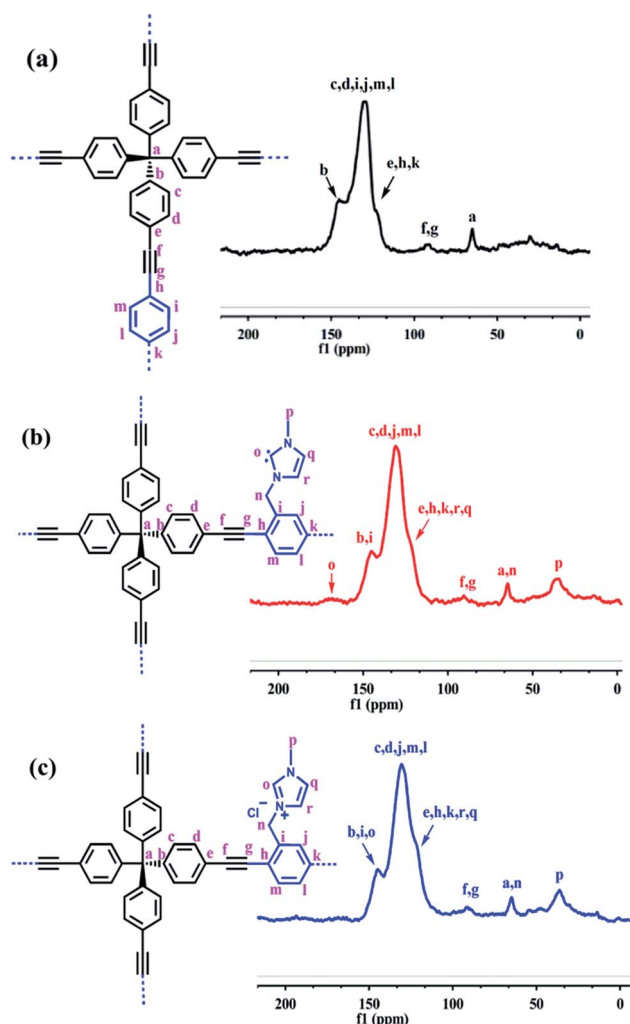 (a)
a
b
c
d
e
f
g
h
m
i
l
j
k
c,d,i,j,m,l
b
e,h,k
f,g
a
200
150
100
50
0
f1 (ppm)
(b)
p
N
o
q
N
r
n
i
c
d
f
g
j
a
b
e
h
k
m
l
c,d,j,m,l
e,h,k,r,q
b,i
o
f,g
a,n
p
200
150
100
50
0
f1 (ppm)
(c)
p
N
o
q
Cl−
N
+
r
n
i
c
d
f
g
j
a
b
e
h
k
m
l
c,d,j,m,l
e,h,k,r,q
b,i,o
f,g
a,n
p
200
150
100
50
0
f1 (ppm)